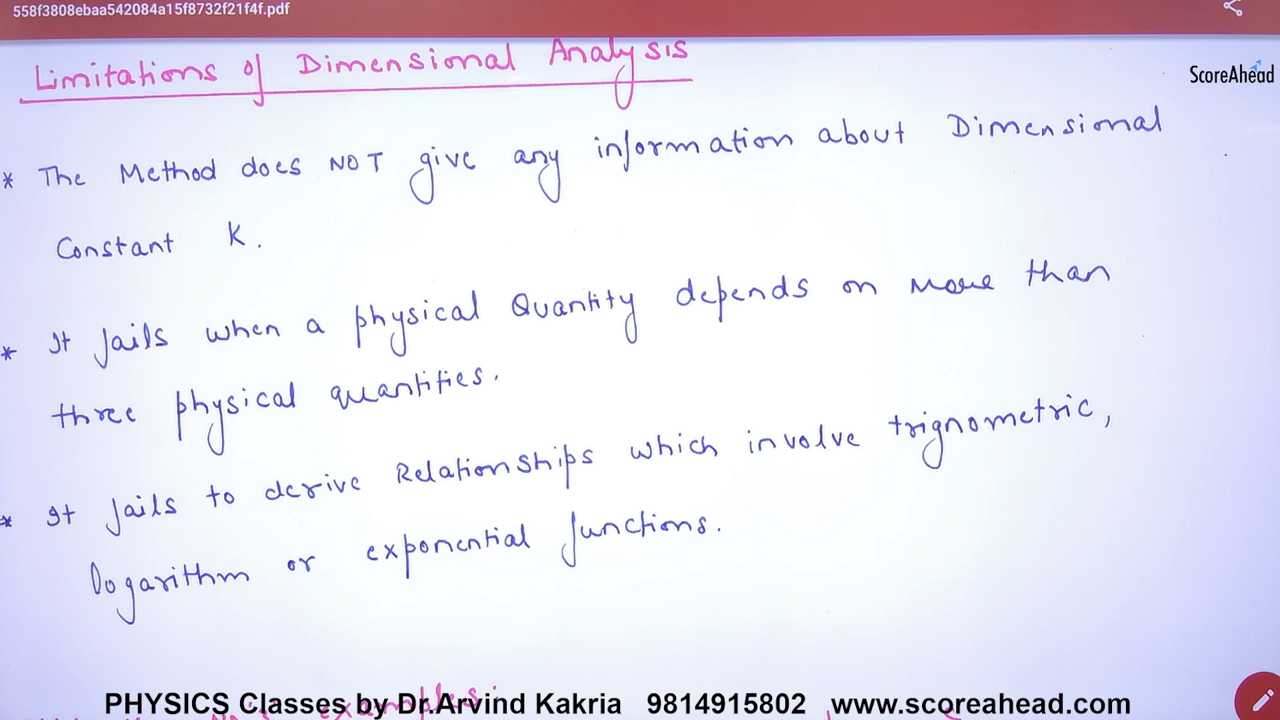 558f3808ebaa542084a15f8732f21f4f.pdf
Limitations of Dimensional Analysis
ScoreAhead
* The Method does NOT give any information about Dimensional
Constant K.
* It fails when a physical Quantity depends on more than
three physical quantities.
* It fails to derive Relationships which involve trignometric,
logarithm or exponential functions.
PHYSICS Classes by Dr.Arvind Kakria 9814915802 www.scoreahead.com